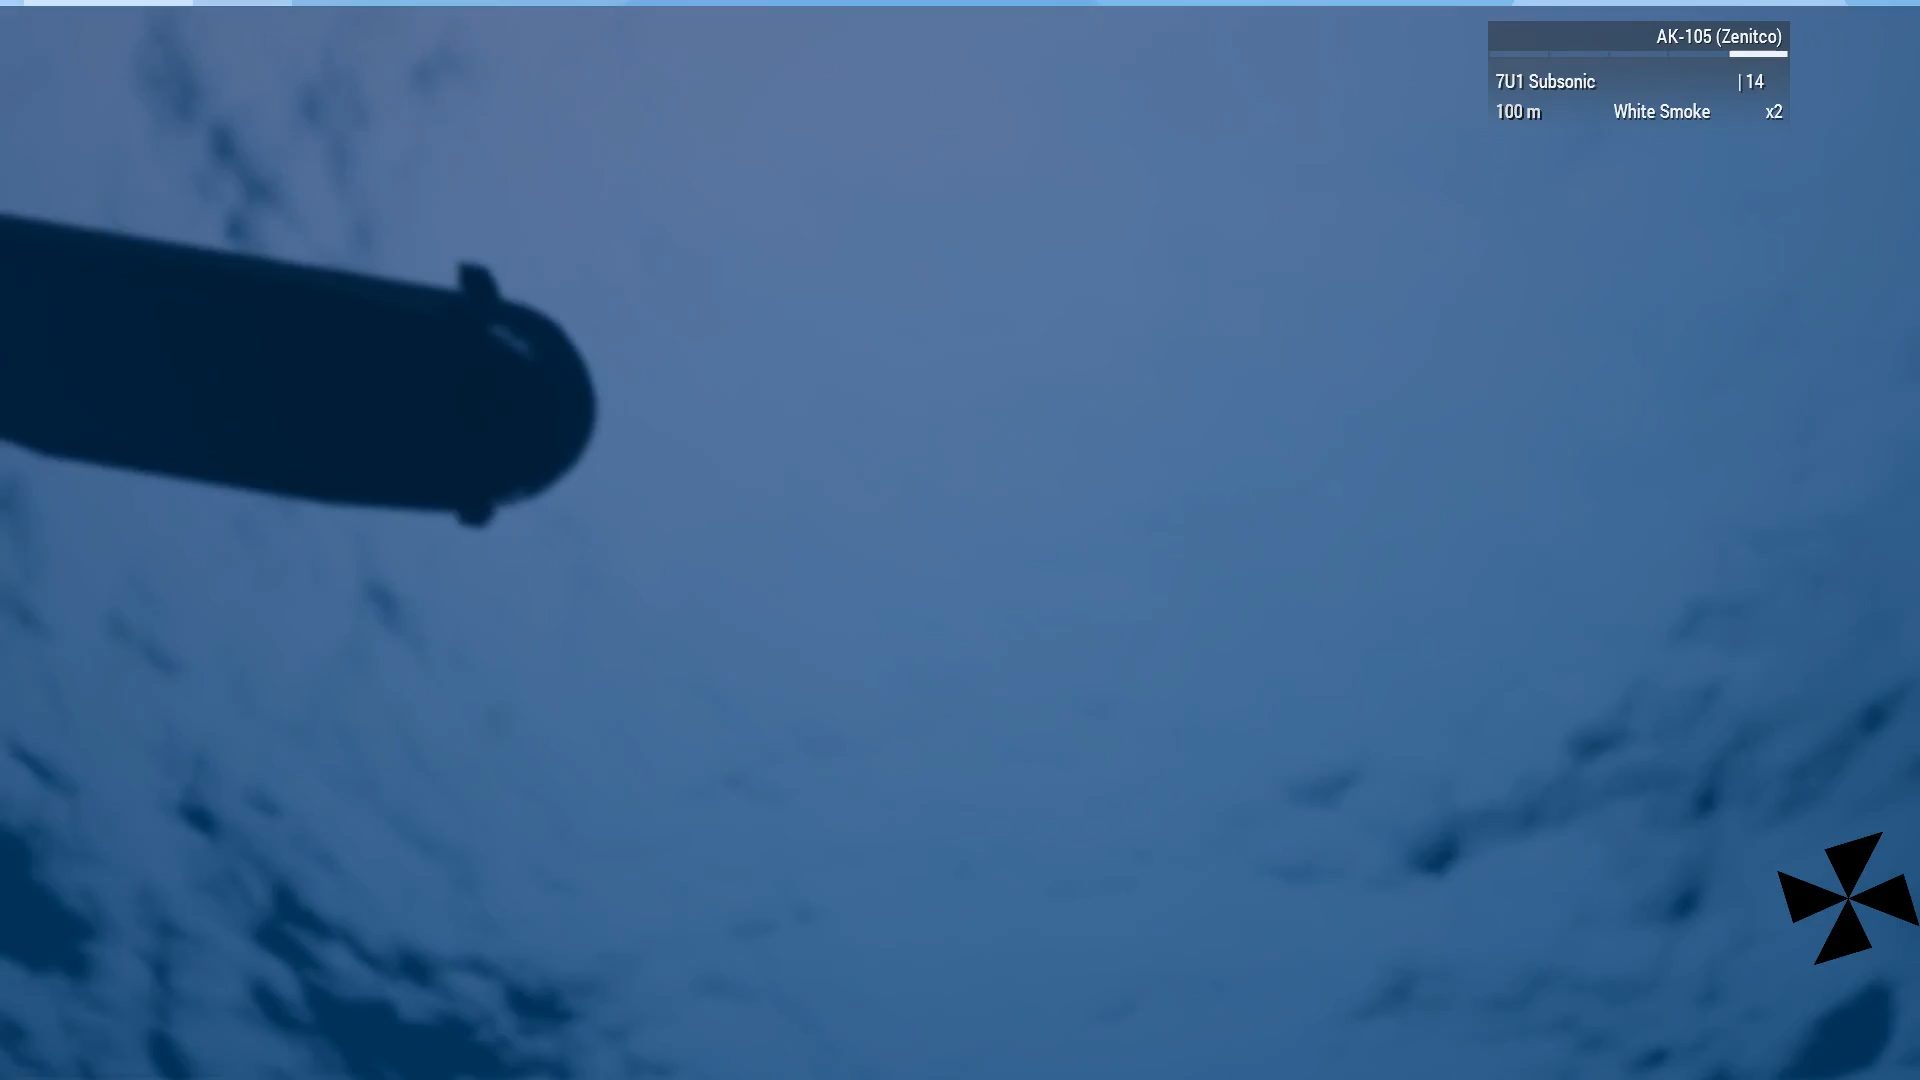 AK-105 (Zenitco)
7U1 Subsonic | 14
100 m White Smoke x2